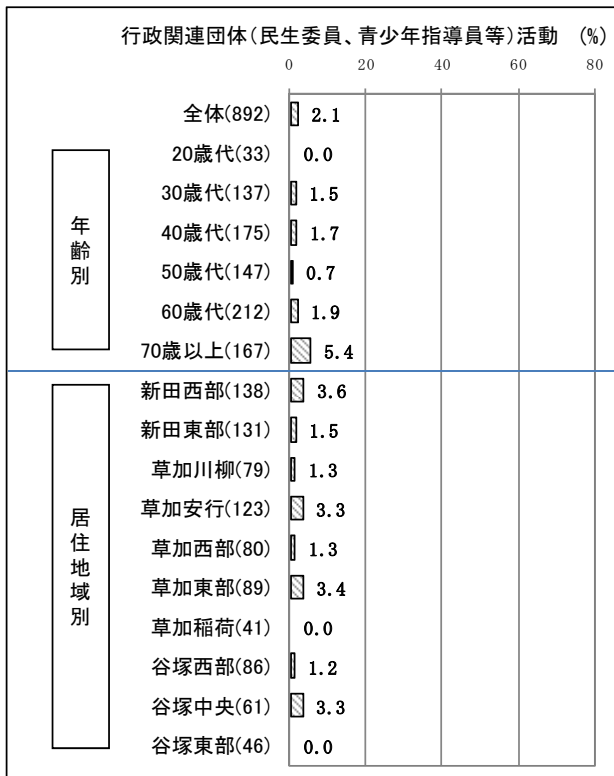 行政関連団体(民生委員、青少年指導員等)活動 (%)
0 20 40 60 80
年齢別
全体(892) 2.1
20歳代(33) 0.0
30歳代(137) 1.5
40歳代(175) 1.7
50歳代(147) 0.7
60歳代(212) 1.9
70歳以上(167) 5.4
居住地域別
新田西部(138) 3.6
新田東部(131) 1.5
草加川柳(79) 1.3
草加安行(123) 3.3
草加西部(80) 1.3
草加東部(89) 3.4
草加稲荷(41) 0.0
谷塚西部(86) 1.2
谷塚中央(61) 3.3
谷塚東部(46) 0.0